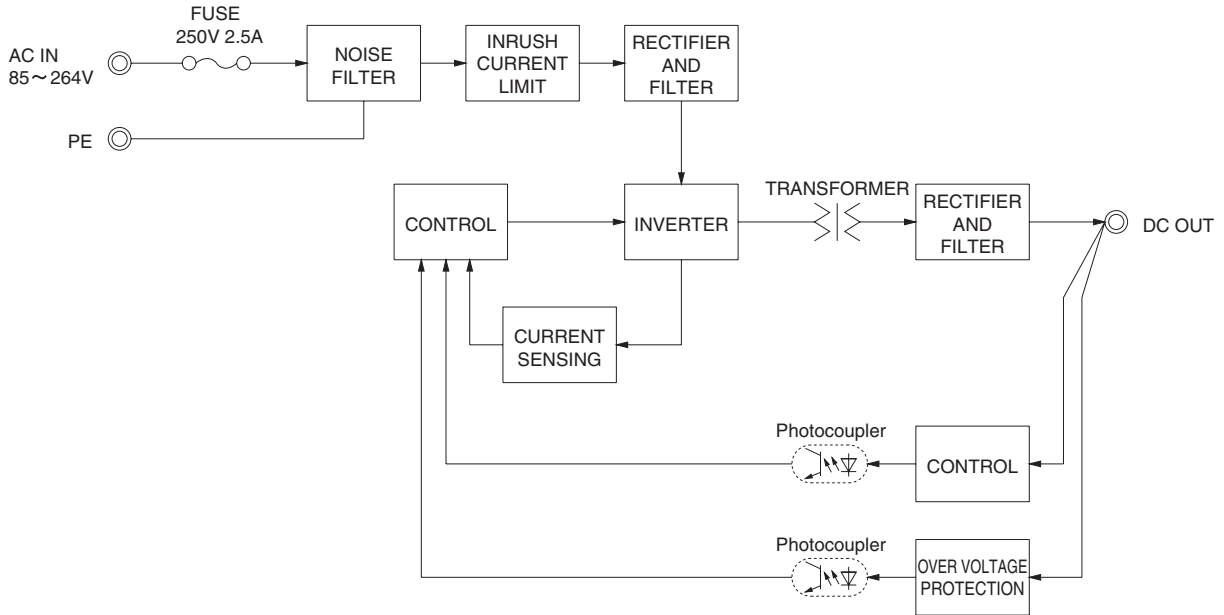 FUSE
250V 2.5A
AC IN
85～264V
NOISE
FILTER
INRUSH
CURRENT
LIMIT
RECTIFIER
AND
FILTER
PE
CONTROL
INVERTER
TRANSFORMER
RECTIFIER
AND
FILTER
DC OUT
CURRENT
SENSING
Photocoupler
CONTROL
Photocoupler
OVER VOLTAGE
PROTECTION